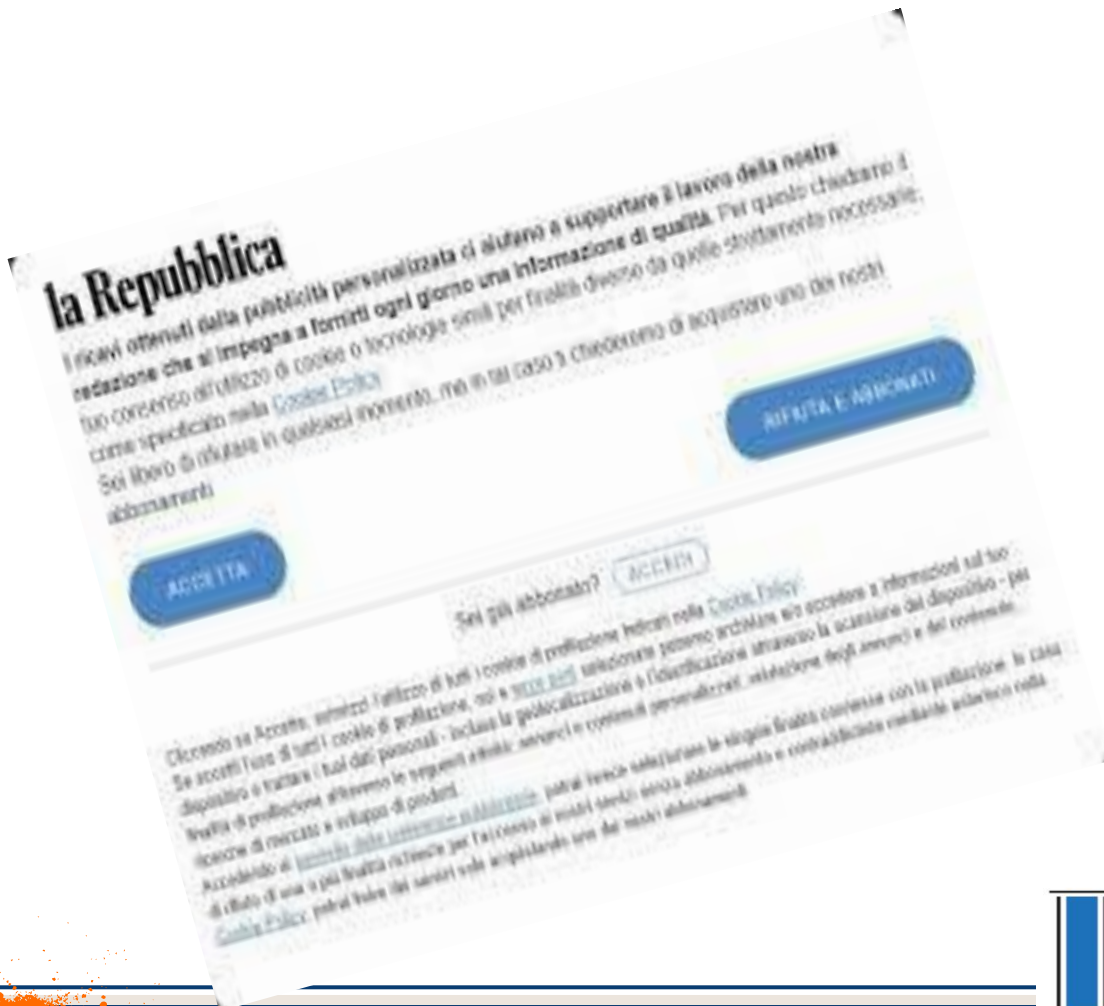 la Repubblica
I ricavi ottenuti dalla pubblicità personalizzata ci aiutano a supportare il lavoro della nostra
redazione che si impegna a fornirti ogni giorno una informazione di qualità. Per questo chiediamo il
tuo consenso all'utilizzo di cookie o tecnologie simili per finalità diverse da quelle strettamente necessarie,
come specificato nella Cookie Policy
Sei libero di rifiutare in qualsiasi momento, ma in tal caso ti chiederemo di acquistare uno dei nostri
abbonamenti
ACCETTA
RIFIUTA E ABBONATI
Sei già abbonato? ACCEDI
Cliccando su Accetto, autorizzi l'utilizzo di tutti i cookie di profilazione indicati nella Cookie Policy.
Se accetti l'uso di tutti i cookie di profilazione, noi e terze parti selezionate potremo archiviare e/o accedere a informazioni sul tuo
dispositivo e trattare i tuoi dati personali - inclusa la geolocalizzazione e l'identificazione attraverso la scansione del dispositivo - per
finalità di profilazione attraverso le seguenti attività: annunci e contenuti personalizzati, valutazione degli annunci e del contenuto,
ricerche di mercato e sviluppo di prodotti
Accedendo al pannello delle preferenze pubblicitarie, potrai invece selezionare le singole finalità connesse con la profilazione. In caso
di rifiuto di una o più finalità richieste per l'accesso ai nostri servizi senza abbonamento e contraddistinte mediante asterisco nella
Cookie Policy, potrai fruire dei servizi solo acquistando uno dei nostri abbonamenti